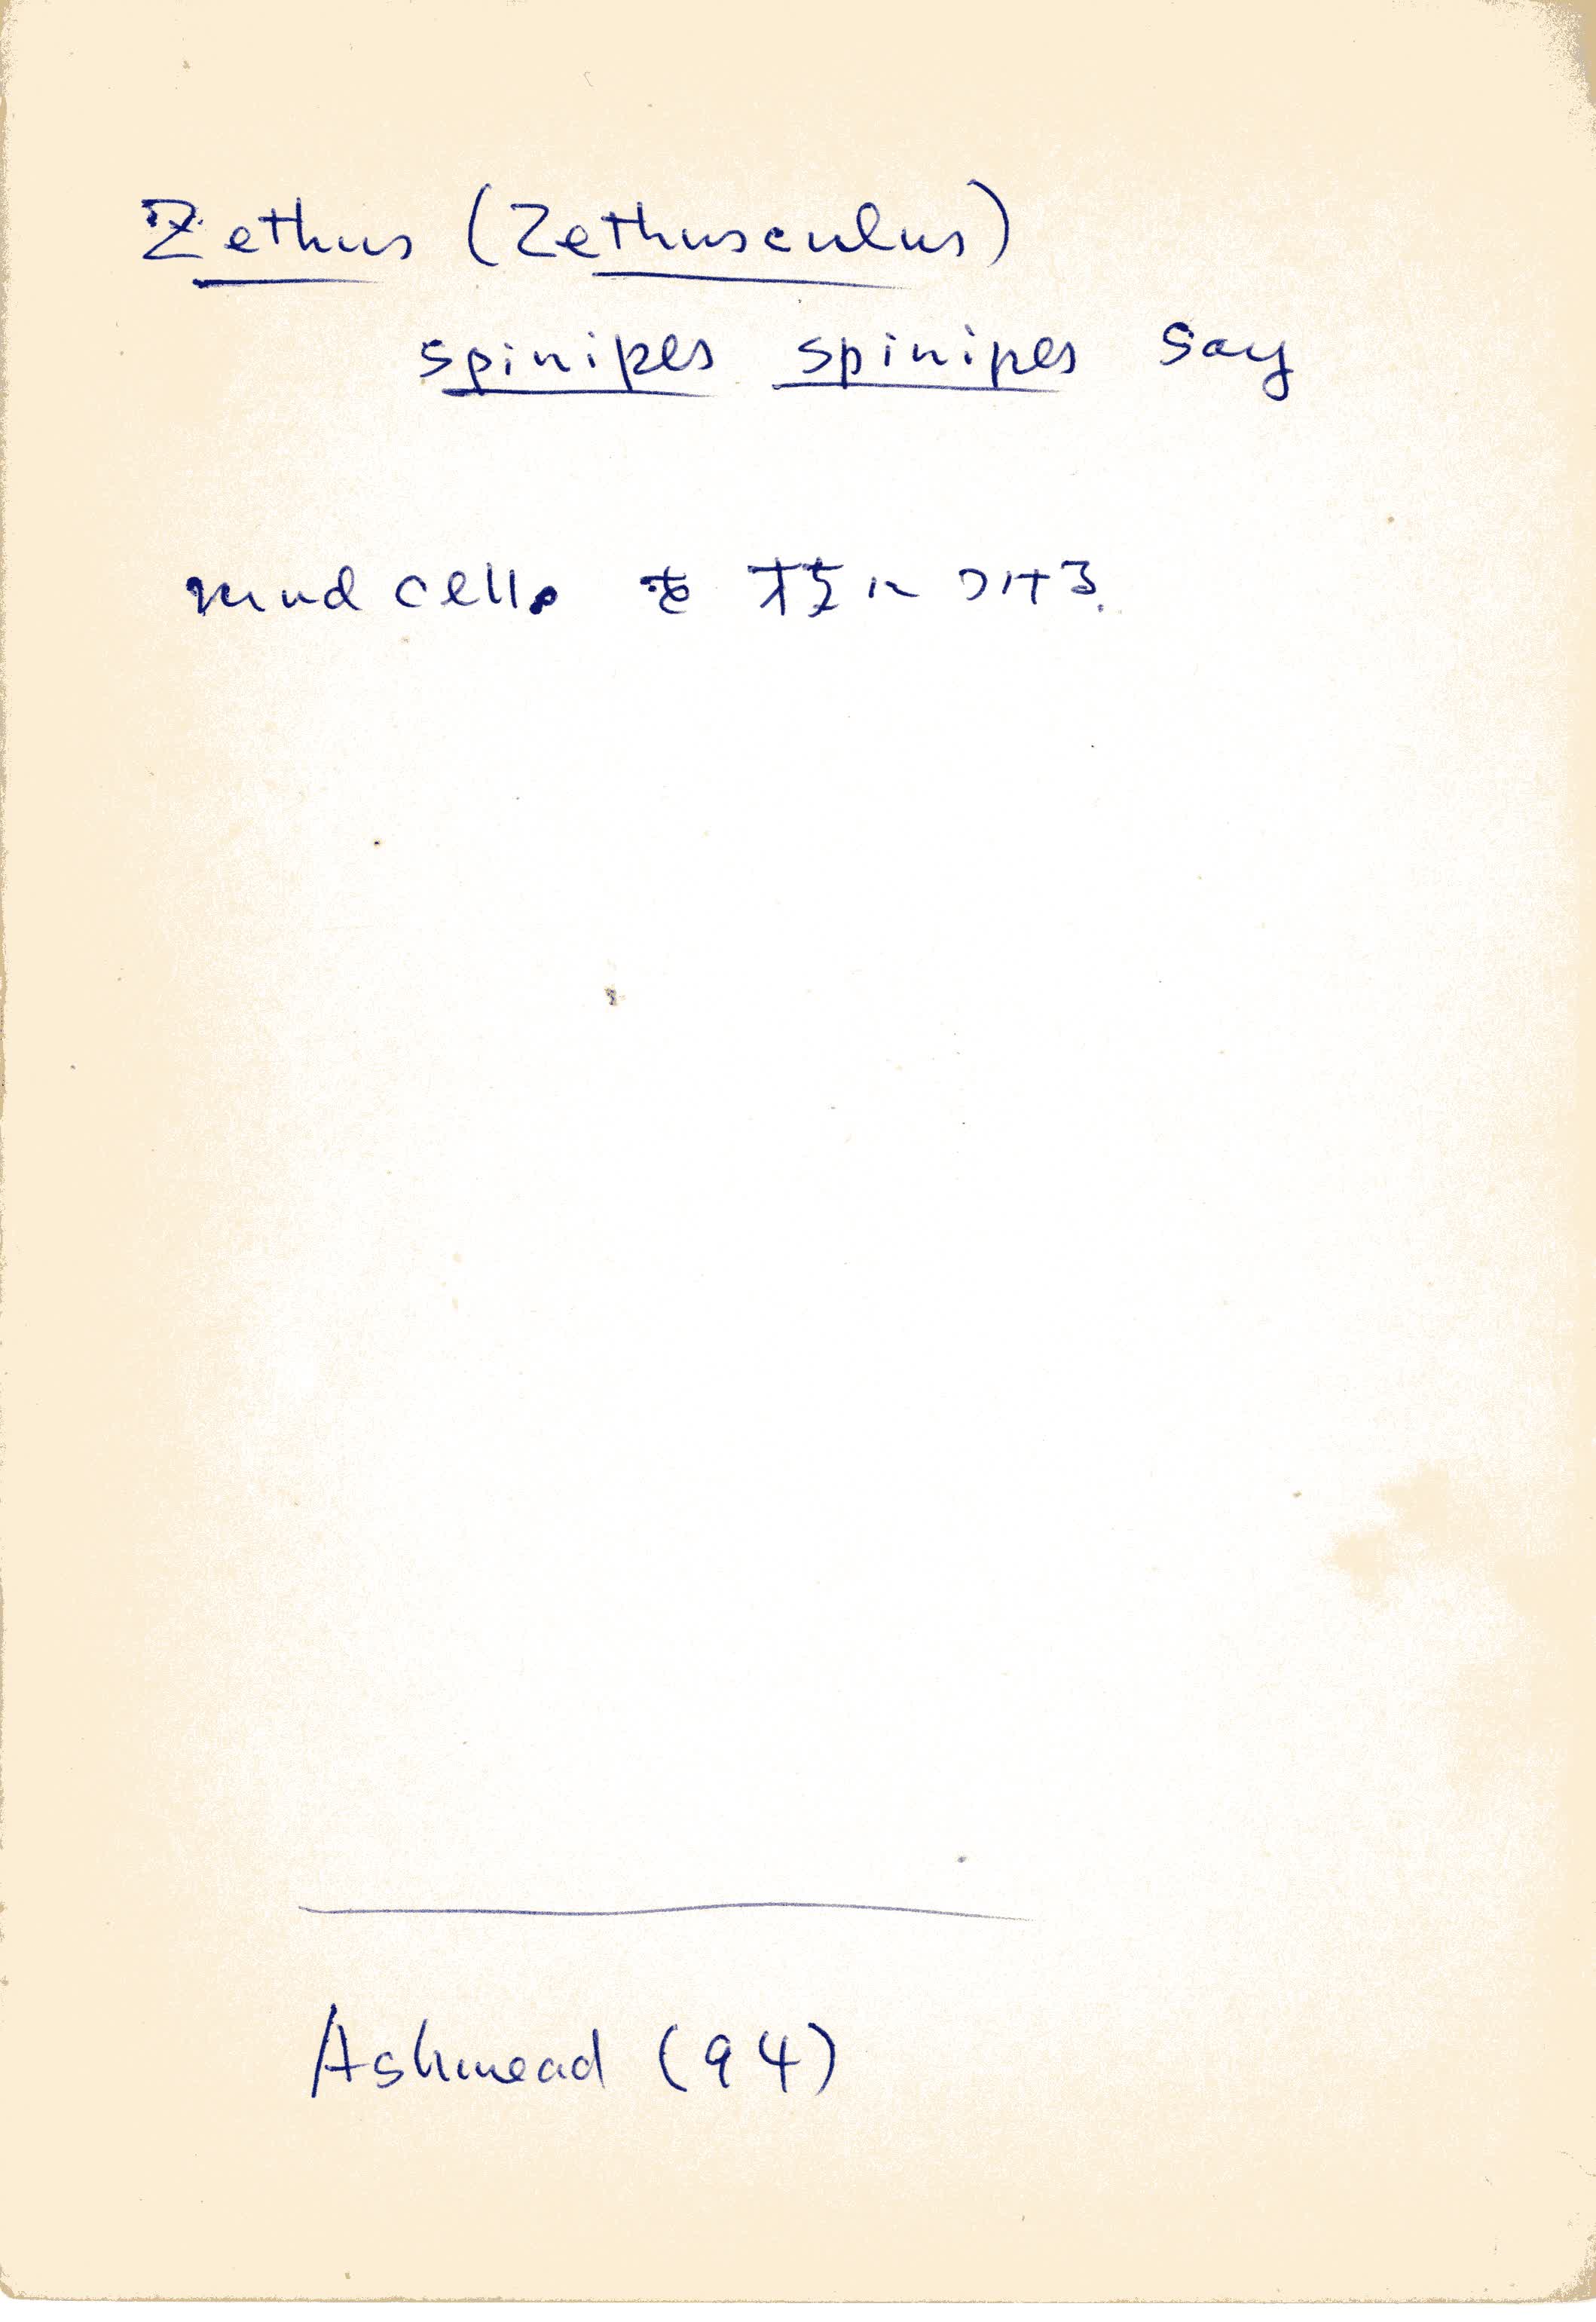 Zethus (Zethusculus)
spinipes spinipes Say
mud cells を枝につける.
Ashmead (94)